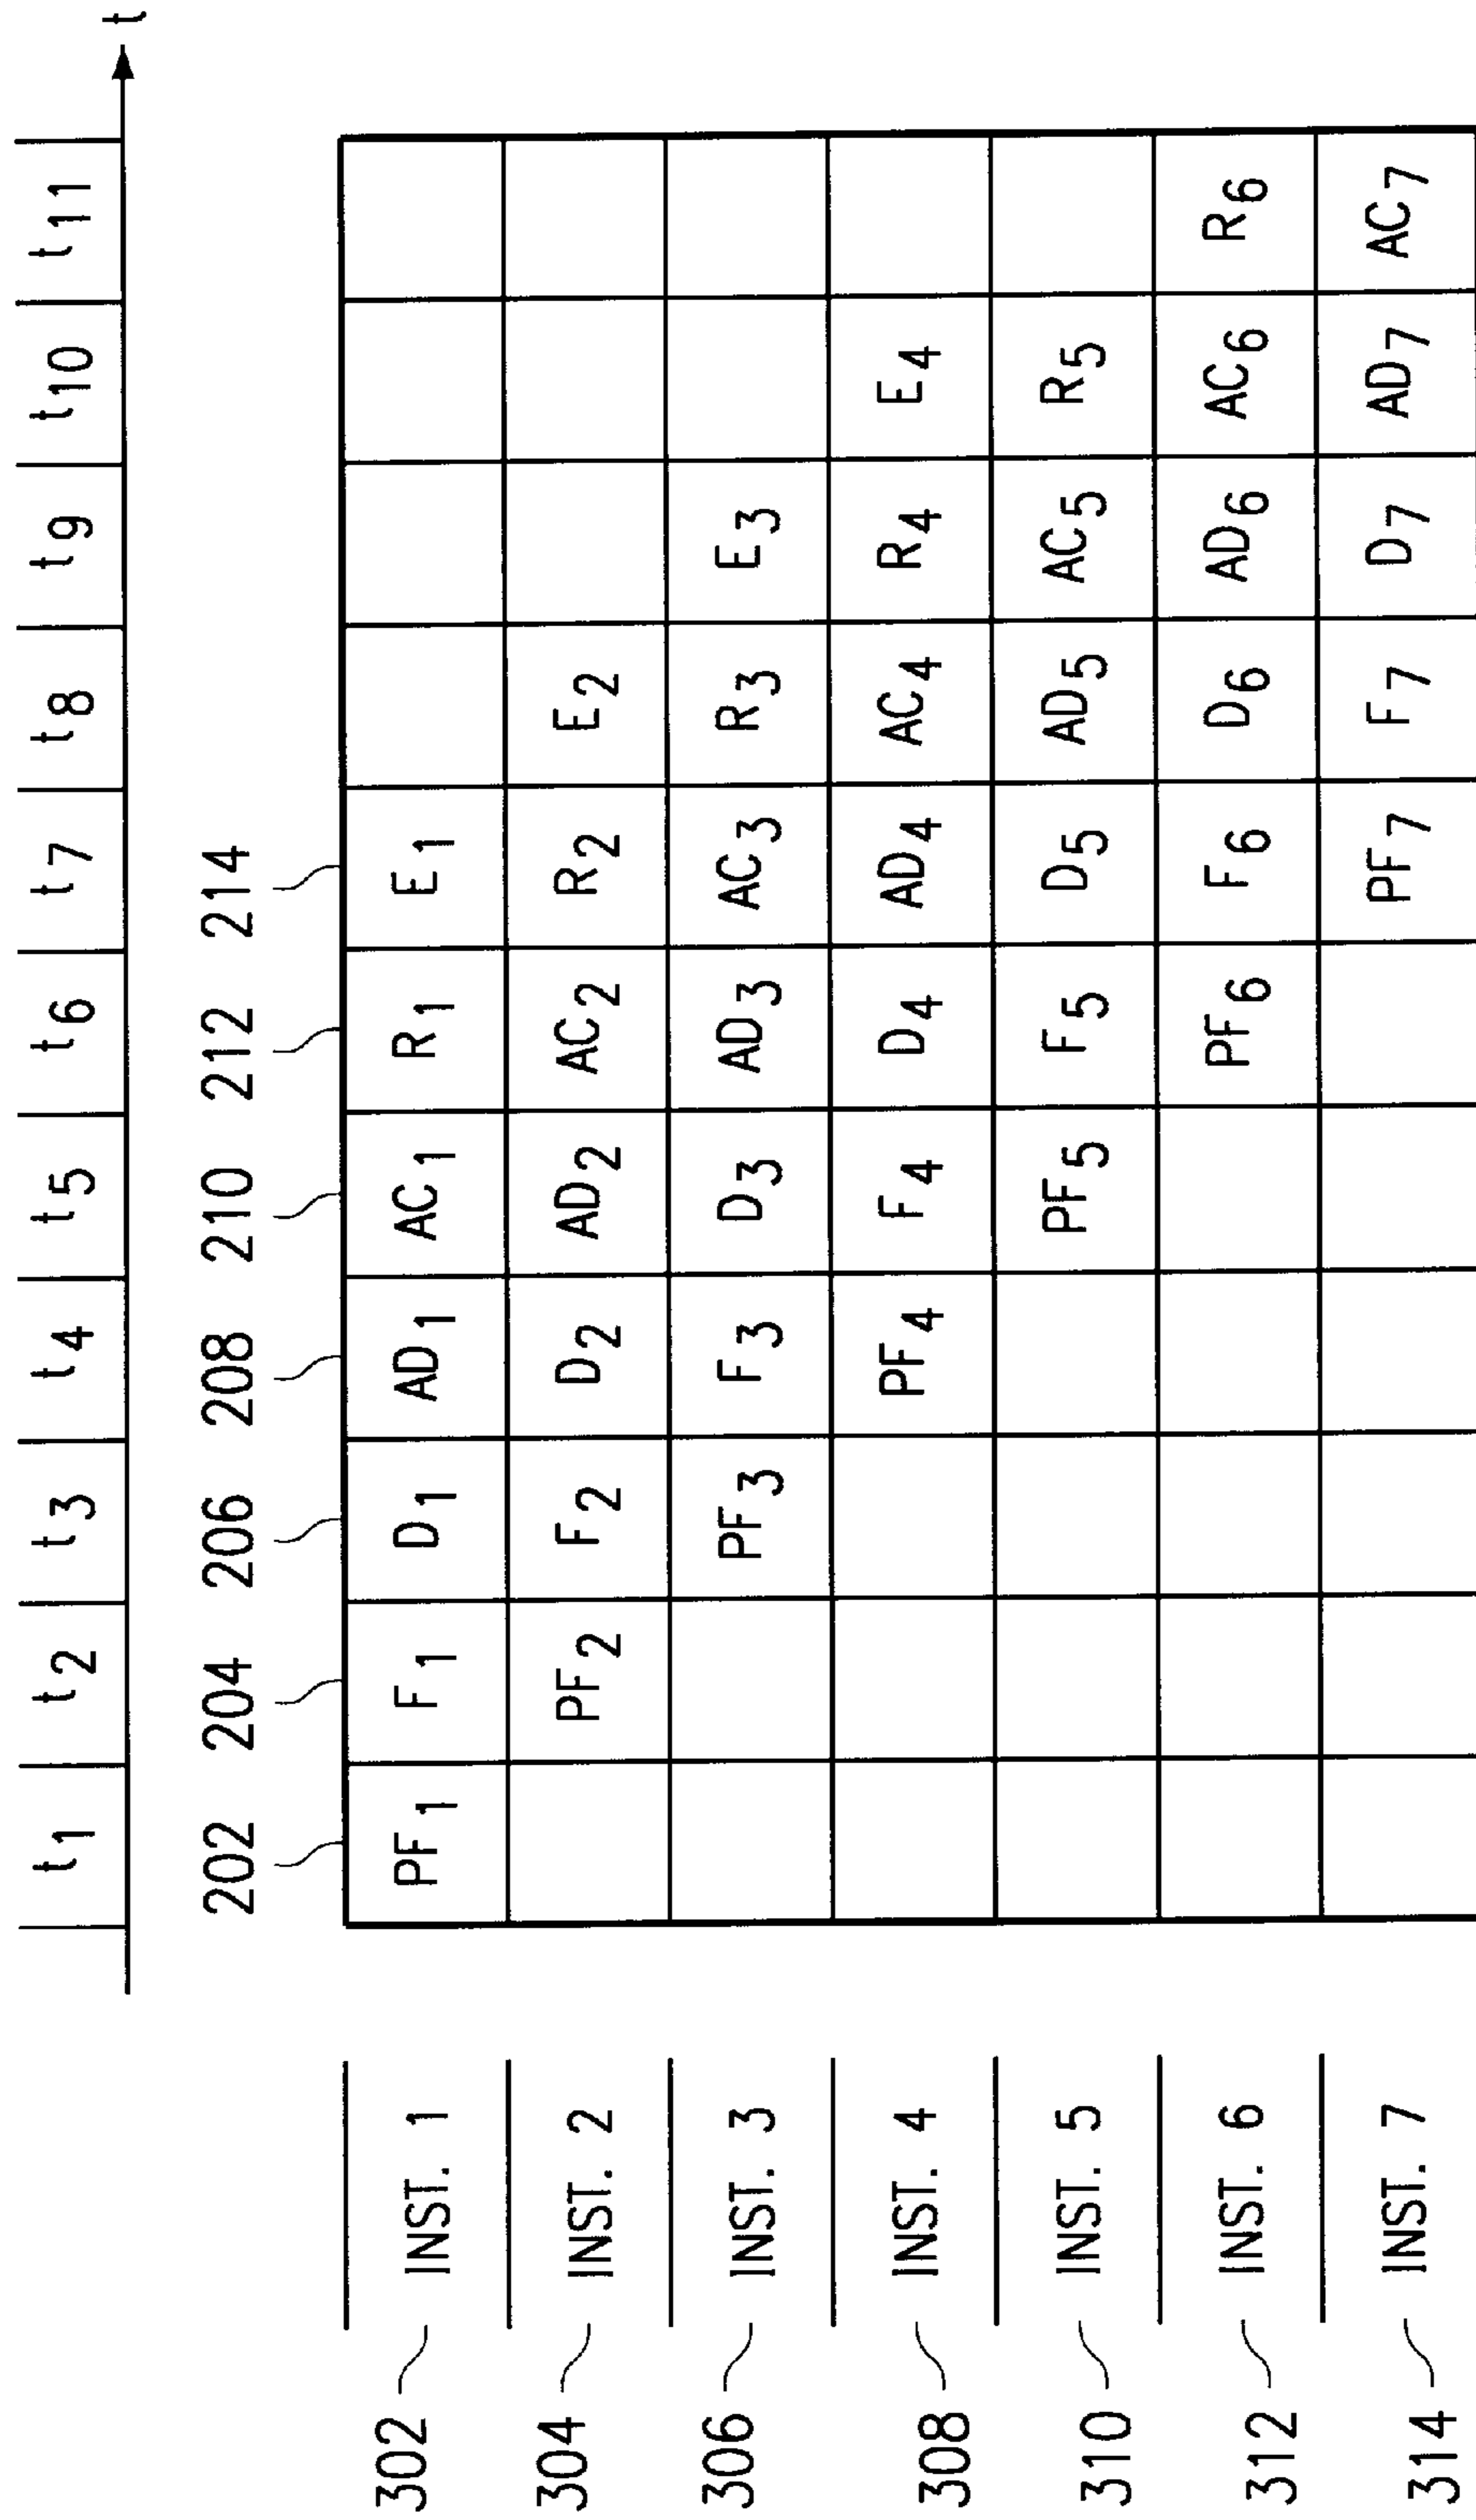 t1 t2 t3 t4 t5 t6 t7 t8 t9 t10 t11 t
202 204 206 208 210 212 214
302 INST. 1 PF1 F1 D1 AD1 AC1 R1 E1
304 INST. 2 PF2 F2 D2 AD2 AC2 R2 E2
306 INST. 3 PF3 F3 D3 AD3 AC3 R3 E3
308 INST. 4 PF4 F4 D4 AD4 AC4 R4 E4
310 INST. 5 PF5 F5 D5 AD5 AC5 R5
312 INST. 6 PF6 F6 D6 AD6 AC6 R6
314 INST. 7 PF7 F7 D7 AD7 AC7